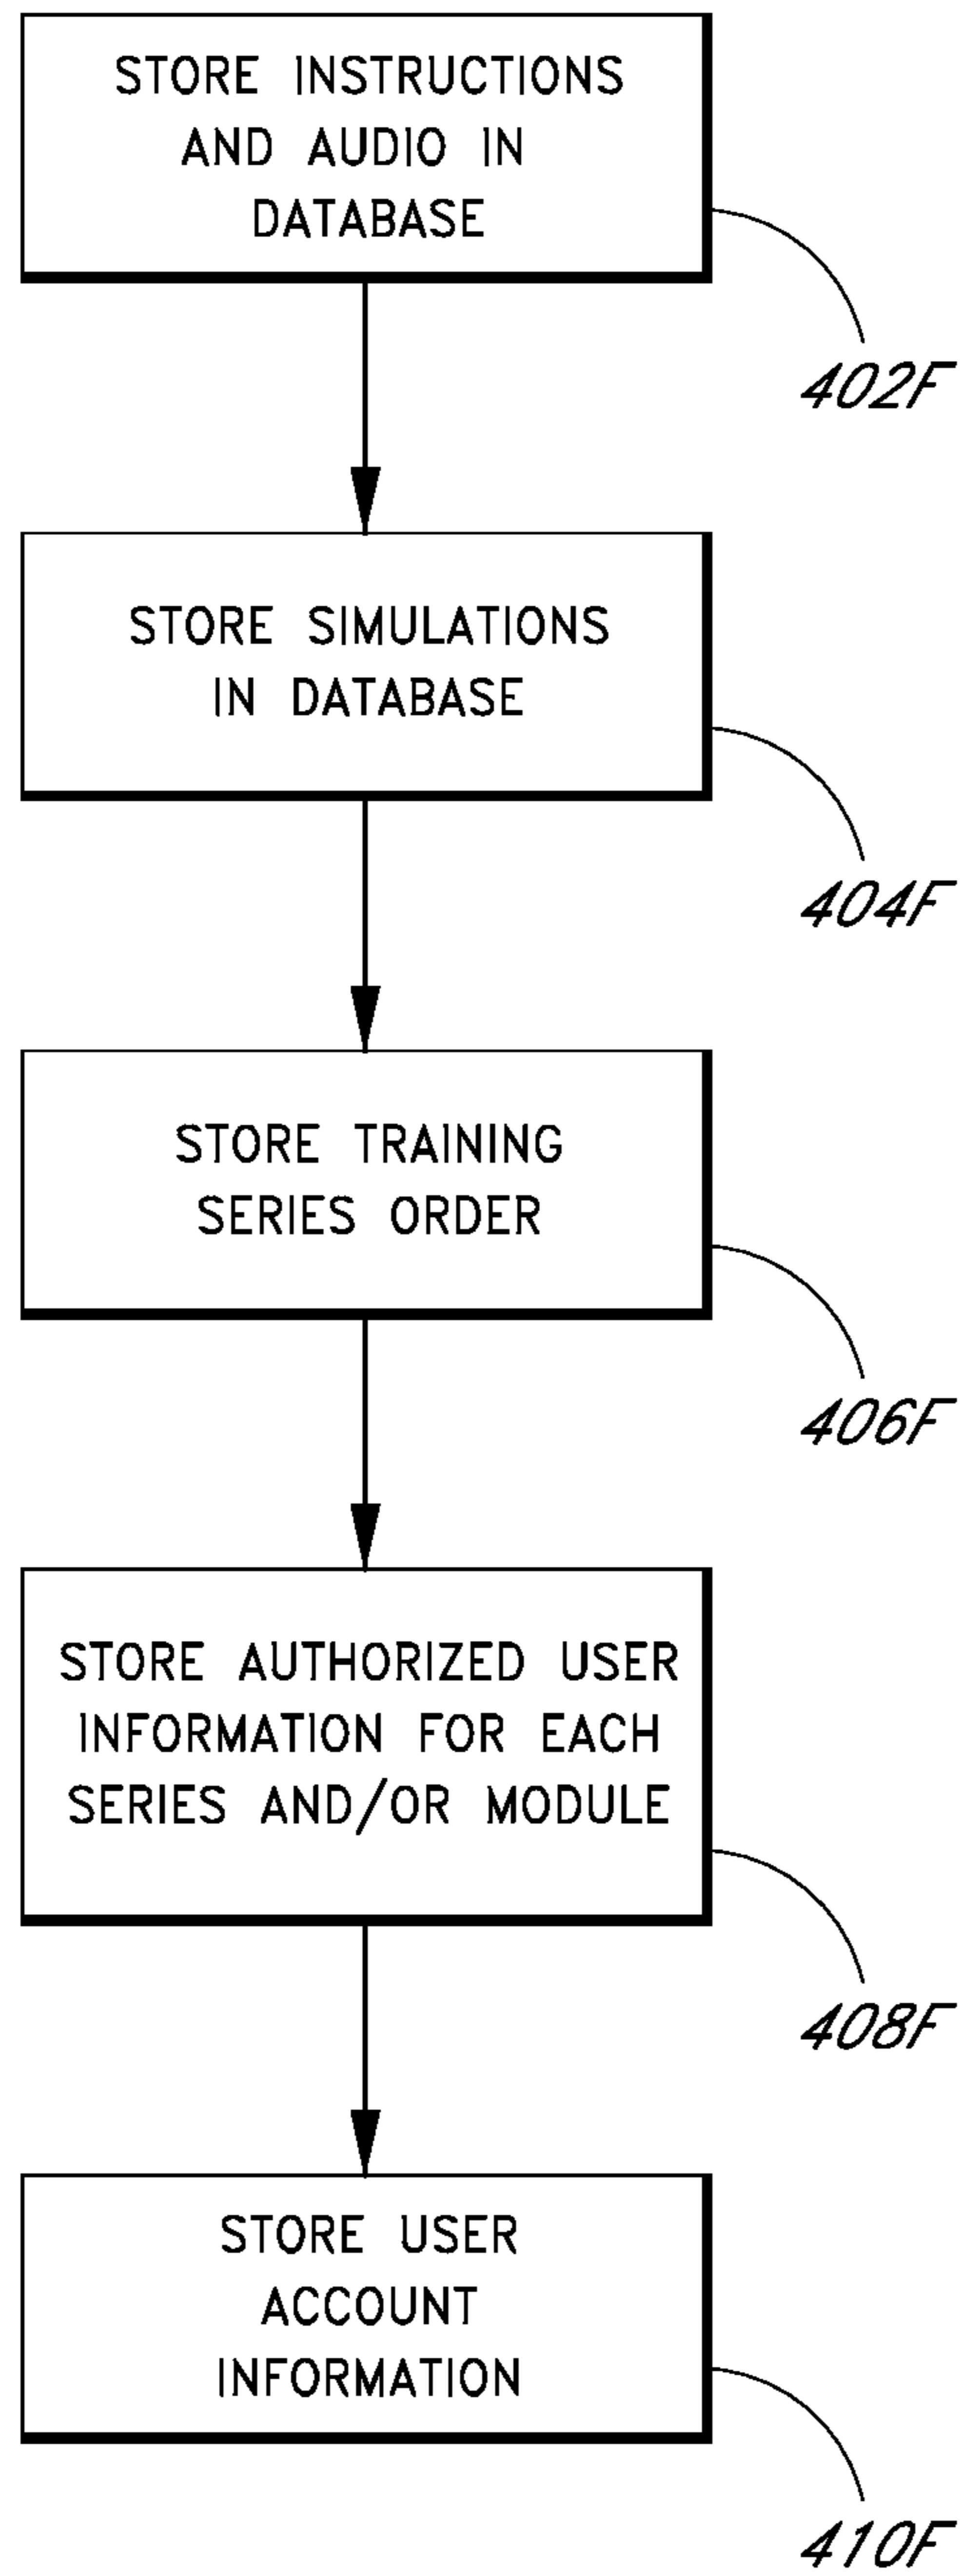 STORE INSTRUCTIONS
AND AUDIO IN
DATABASE
402F
STORE SIMULATIONS
IN DATABASE
404F
STORE TRAINING
SERIES ORDER
406F
STORE AUTHORIZED USER
INFORMATION FOR EACH
SERIES AND/OR MODULE
408F
STORE USER
ACCOUNT
INFORMATION
410F